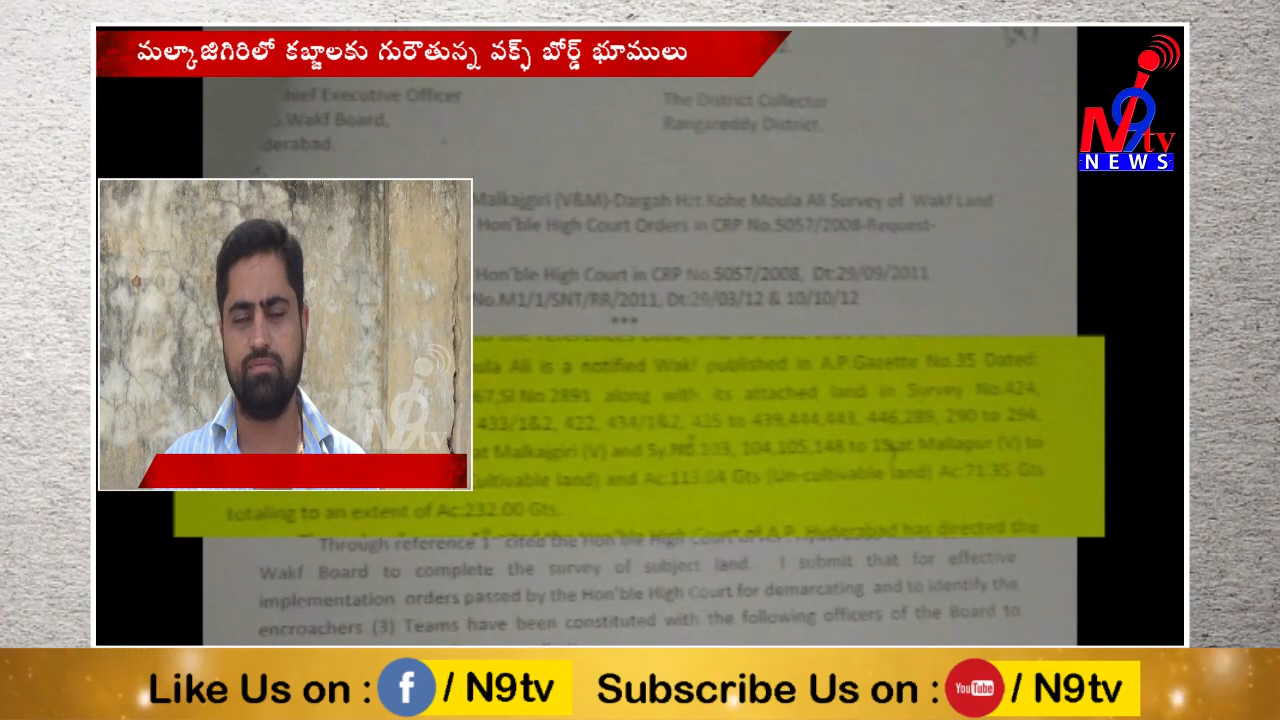 మల్కాజిగిరిలో కబ్జాలకు గురౌతున్న వక్ఫ్ బోర్డ్ భూములు
N9tv
NEWS
Chief Executive Officer
Wakf Board,
The District Collector
Rangareddy District.
Malkajgiri (V&M)-Dargah Hzt.Kohe Moula Ali Survey of Wakf Land
Hon'ble High Court Orders in CRP No.5057/2008-Request-
Hon'ble High Court in CRP No.5057/2008, Dt:29/09/2011.
No.M1/1/SNT/RR/2011, Dt:29/03/12 & 10/10/12
***
Ali is a notified Wakf published in A.P.Gazette No.35 Dated:
67,Sl No.2891 along with its attached land in Survey No.424,
433/1&2, 422, 434/1&2, 435 to 439,444,443, 446,289, 290 to 294,
at Malkajgiri (V) and Sy.No.103, 104,105,148 to at Mallapur (V) to
Cultivable land) and Ac:113.04 Gts (Un-cultivable land) Ac:71.35 Gts
totaling to an extent of Ac:232.00 Gts.
Through reference 1 cited the Hon'ble High Court of A.P. Hyderabad has directed the
Wakf Board to complete the survey of subject land. I submit that for effective
implementation orders passed by the Hon'ble High Court for demarcating and to identify the
encroachers (3) Teams have been constituted with the following officers of the Board to
N9tv
Like Us on : f / N9tv Subscribe Us on : YouTube / N9tv